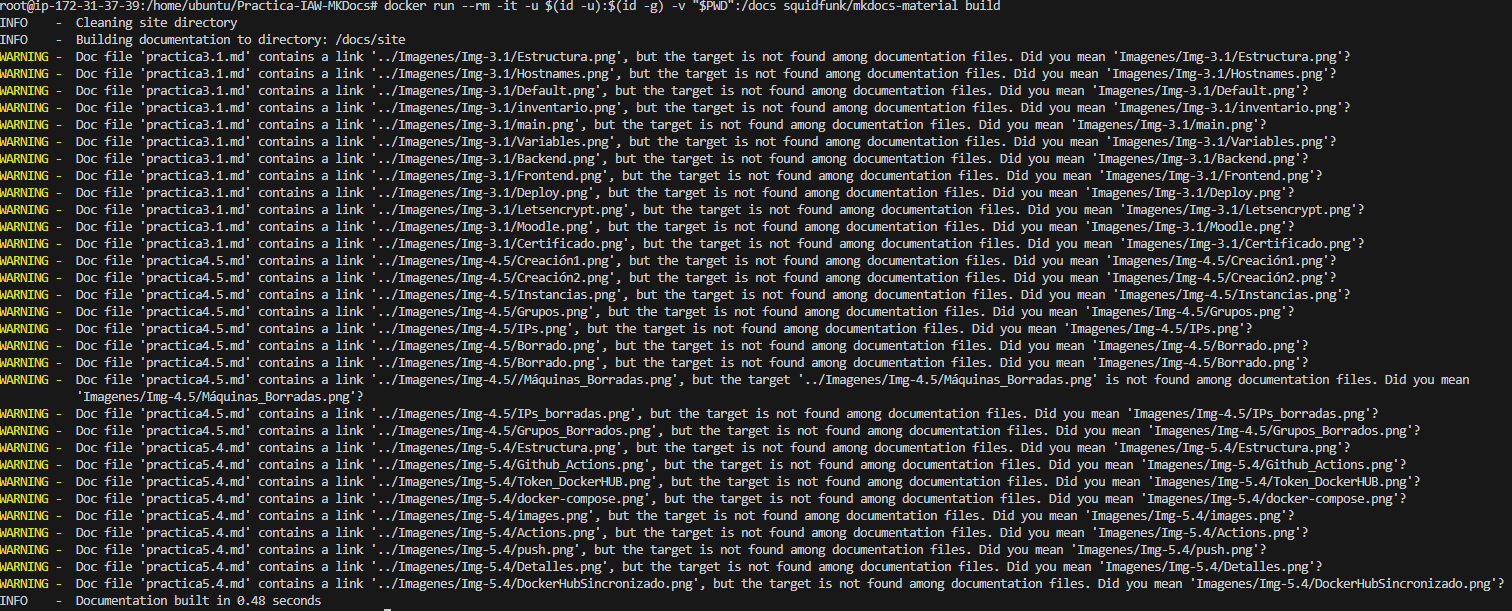 root@ip-172-31-37-39:/home/ubuntu/Practica-IAW-MKDocs# docker run --rm -it -u $(id -u):$(id -g) -v "$PWD":/docs squidfunk/mkdocs-material build
INFO    -  Cleaning site directory
INFO    -  Building documentation to directory: /docs/site
WARNING -  Doc file 'practica3.1.md' contains a link '../Imagenes/Img-3.1/Estructura.png', but the target is not found among documentation files. Did you mean 'Imagenes/Img-3.1/Estructura.png'?
WARNING -  Doc file 'practica3.1.md' contains a link '../Imagenes/Img-3.1/Hostnames.png', but the target is not found among documentation files. Did you mean 'Imagenes/Img-3.1/Hostnames.png'?
WARNING -  Doc file 'practica3.1.md' contains a link '../Imagenes/Img-3.1/Default.png', but the target is not found among documentation files. Did you mean 'Imagenes/Img-3.1/Default.png'?
WARNING -  Doc file 'practica3.1.md' contains a link '../Imagenes/Img-3.1/inventario.png', but the target is not found among documentation files. Did you mean 'Imagenes/Img-3.1/inventario.png'?
WARNING -  Doc file 'practica3.1.md' contains a link '../Imagenes/Img-3.1/main.png', but the target is not found among documentation files. Did you mean 'Imagenes/Img-3.1/main.png'?
WARNING -  Doc file 'practica3.1.md' contains a link '../Imagenes/Img-3.1/Variables.png', but the target is not found among documentation files. Did you mean 'Imagenes/Img-3.1/Variables.png'?
WARNING -  Doc file 'practica3.1.md' contains a link '../Imagenes/Img-3.1/Backend.png', but the target is not found among documentation files. Did you mean 'Imagenes/Img-3.1/Backend.png'?
WARNING -  Doc file 'practica3.1.md' contains a link '../Imagenes/Img-3.1/Frontend.png', but the target is not found among documentation files. Did you mean 'Imagenes/Img-3.1/Frontend.png'?
WARNING -  Doc file 'practica3.1.md' contains a link '../Imagenes/Img-3.1/Deploy.png', but the target is not found among documentation files. Did you mean 'Imagenes/Img-3.1/Deploy.png'?
WARNING -  Doc file 'practica3.1.md' contains a link '../Imagenes/Img-3.1/Letsencrypt.png', but the target is not found among documentation files. Did you mean 'Imagenes/Img-3.1/Letsencrypt.png'?
WARNING -  Doc file 'practica3.1.md' contains a link '../Imagenes/Img-3.1/Moodle.png', but the target is not found among documentation files. Did you mean 'Imagenes/Img-3.1/Moodle.png'?
WARNING -  Doc file 'practica3.1.md' contains a link '../Imagenes/Img-3.1/Certificado.png', but the target is not found among documentation files. Did you mean 'Imagenes/Img-3.1/Certificado.png'?
WARNING -  Doc file 'practica4.5.md' contains a link '../Imagenes/Img-4.5/Creación1.png', but the target is not found among documentation files. Did you mean 'Imagenes/Img-4.5/Creación1.png'?
WARNING -  Doc file 'practica4.5.md' contains a link '../Imagenes/Img-4.5/Creación2.png', but the target is not found among documentation files. Did you mean 'Imagenes/Img-4.5/Creación2.png'?
WARNING -  Doc file 'practica4.5.md' contains a link '../Imagenes/Img-4.5/Instancias.png', but the target is not found among documentation files. Did you mean 'Imagenes/Img-4.5/Instancias.png'?
WARNING -  Doc file 'practica4.5.md' contains a link '../Imagenes/Img-4.5/Grupos.png', but the target is not found among documentation files. Did you mean 'Imagenes/Img-4.5/Grupos.png'?
WARNING -  Doc file 'practica4.5.md' contains a link '../Imagenes/Img-4.5/IPs.png', but the target is not found among documentation files. Did you mean 'Imagenes/Img-4.5/IPs.png'?
WARNING -  Doc file 'practica4.5.md' contains a link '../Imagenes/Img-4.5/Borrado.png', but the target is not found among documentation files. Did you mean 'Imagenes/Img-4.5/Borrado.png'?
WARNING -  Doc file 'practica4.5.md' contains a link '../Imagenes/Img-4.5/Borrado.png', but the target is not found among documentation files. Did you mean 'Imagenes/Img-4.5/Borrado.png'?
WARNING -  Doc file 'practica4.5.md' contains a link '../Imagenes/Img-4.5//Máquinas_Borradas.png', but the target '../Imagenes/Img-4.5/Máquinas_Borradas.png' is not found among documentation files. Did you mean
'Imagenes/Img-4.5/Máquinas_Borradas.png'?
WARNING -  Doc file 'practica4.5.md' contains a link '../Imagenes/Img-4.5/IPs_borradas.png', but the target is not found among documentation files. Did you mean 'Imagenes/Img-4.5/IPs_borradas.png'?
WARNING -  Doc file 'practica4.5.md' contains a link '../Imagenes/Img-4.5/Grupos_Borrados.png', but the target is not found among documentation files. Did you mean 'Imagenes/Img-4.5/Grupos_Borrados.png'?
WARNING -  Doc file 'practica5.4.md' contains a link '../Imagenes/Img-5.4/Estructura.png', but the target is not found among documentation files. Did you mean 'Imagenes/Img-5.4/Estructura.png'?
WARNING -  Doc file 'practica5.4.md' contains a link '../Imagenes/Img-5.4/Github_Actions.png', but the target is not found among documentation files. Did you mean 'Imagenes/Img-5.4/Github_Actions.png'?
WARNING -  Doc file 'practica5.4.md' contains a link '../Imagenes/Img-5.4/Token_DockerHUB.png', but the target is not found among documentation files. Did you mean 'Imagenes/Img-5.4/Token_DockerHUB.png'?
WARNING -  Doc file 'practica5.4.md' contains a link '../Imagenes/Img-5.4/docker-compose.png', but the target is not found among documentation files. Did you mean 'Imagenes/Img-5.4/docker-compose.png'?
WARNING -  Doc file 'practica5.4.md' contains a link '../Imagenes/Img-5.4/images.png', but the target is not found among documentation files. Did you mean 'Imagenes/Img-5.4/images.png'?
WARNING -  Doc file 'practica5.4.md' contains a link '../Imagenes/Img-5.4/Actions.png', but the target is not found among documentation files. Did you mean 'Imagenes/Img-5.4/Actions.png'?
WARNING -  Doc file 'practica5.4.md' contains a link '../Imagenes/Img-5.4/push.png', but the target is not found among documentation files. Did you mean 'Imagenes/Img-5.4/push.png'?
WARNING -  Doc file 'practica5.4.md' contains a link '../Imagenes/Img-5.4/Detalles.png', but the target is not found among documentation files. Did you mean 'Imagenes/Img-5.4/Detalles.png'?
WARNING -  Doc file 'practica5.4.md' contains a link '../Imagenes/Img-5.4/DockerHubSincronizado.png', but the target is not found among documentation files. Did you mean 'Imagenes/Img-5.4/DockerHubSincronizado.png'?
INFO    -  Documentation built in 0.48 seconds